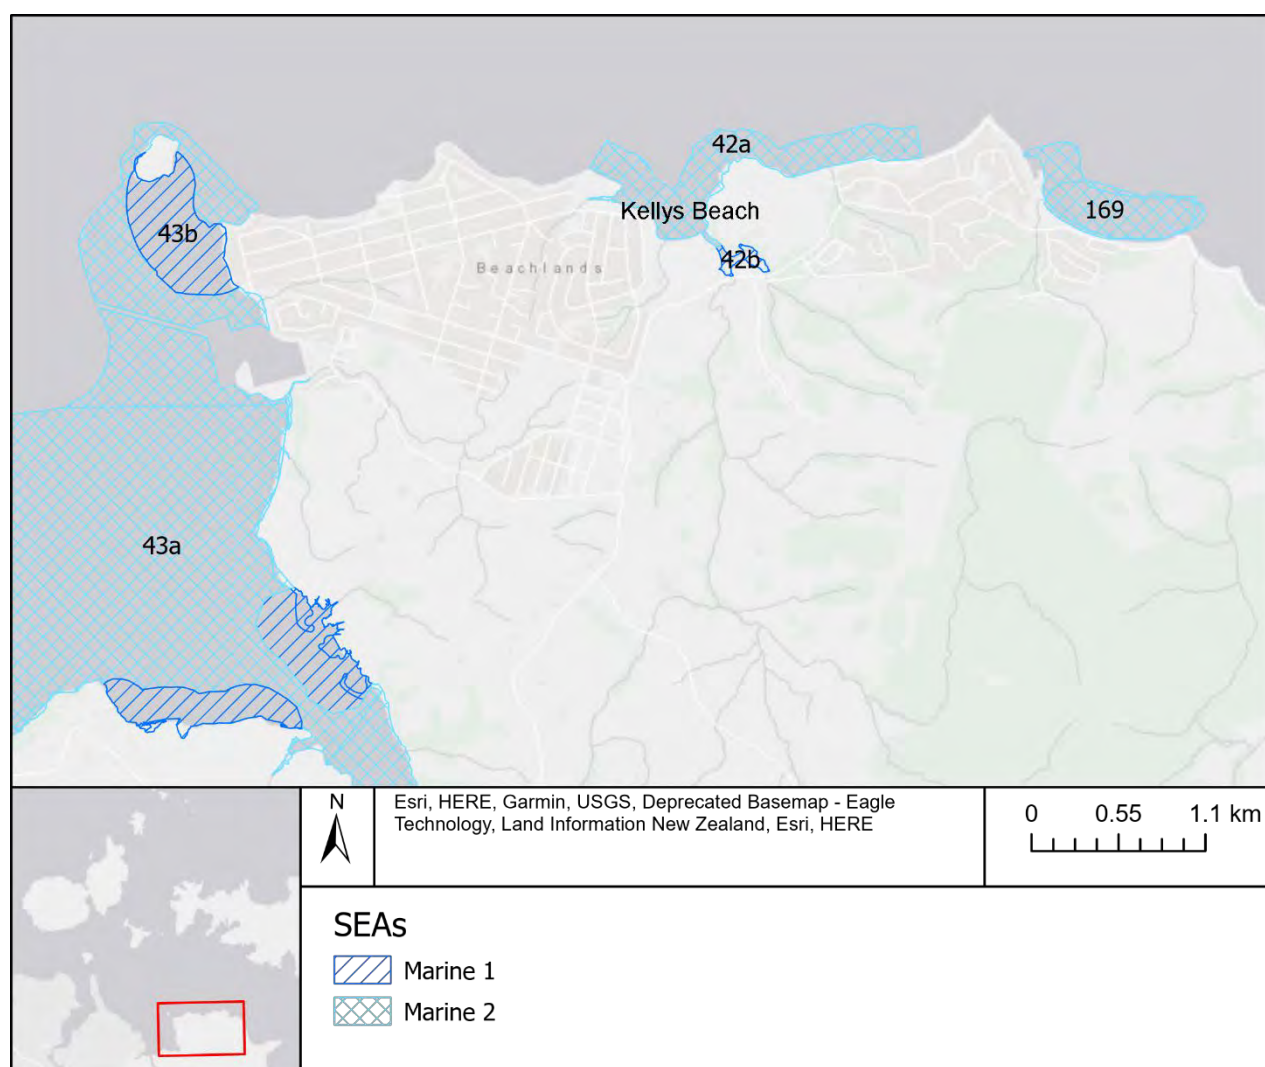 42a
169
Kellys Beach
43b
42b
Beachlands
43a
N
Esri, HERE, Garmin, USGS, Deprecated Basemap - Eagle
Technology, Land Information New Zealand, Esri, HERE
0 0.55 1.1 km
SEAs
Marine 1
Marine 2